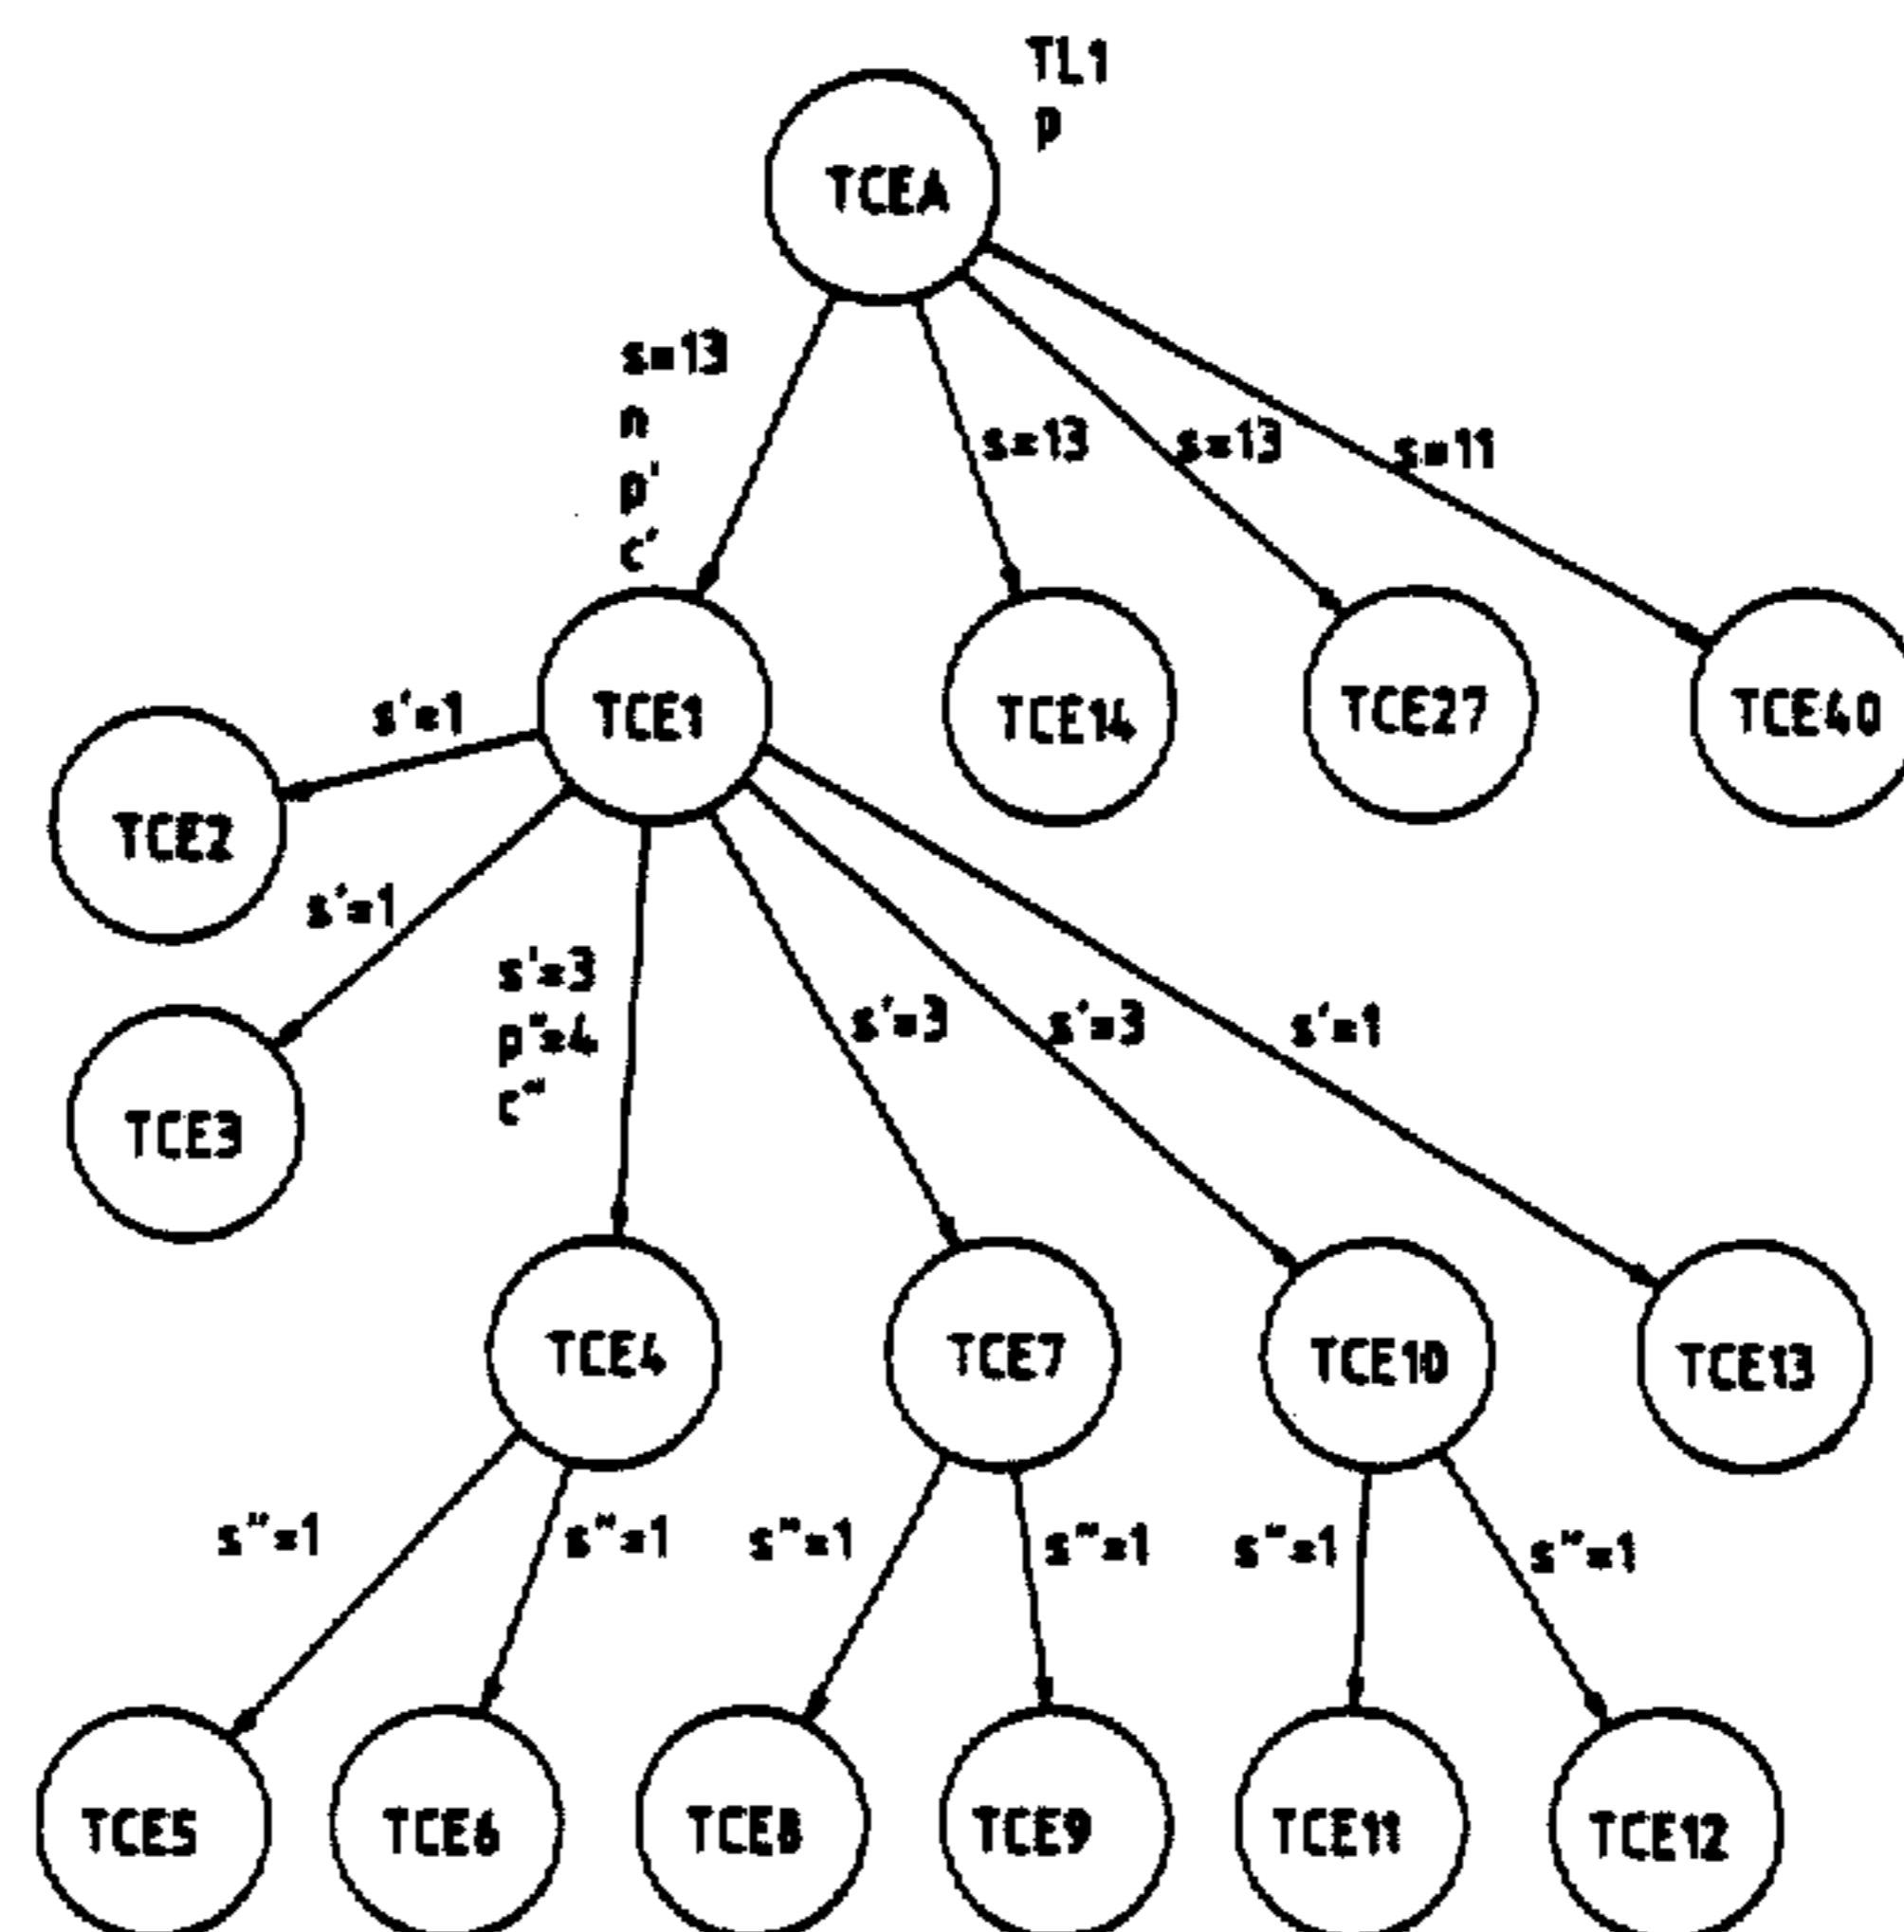 TL1
p
TCEA
s=13
n
p'
c'
s=13
s=13
s=11
TCE1
TCE14
TCE27
TCE40
s'=1
TCE2
s'=1
TCE3
s'=3
p"=4
c"
s'=3
s'=3
s'=1
TCE4
TCE7
TCE10
TCE13
s"=1
s"=1
s"=1
s"=1
s"=1
s"=1
TCE5
TCE6
TCE8
TCE9
TCE11
TCE12